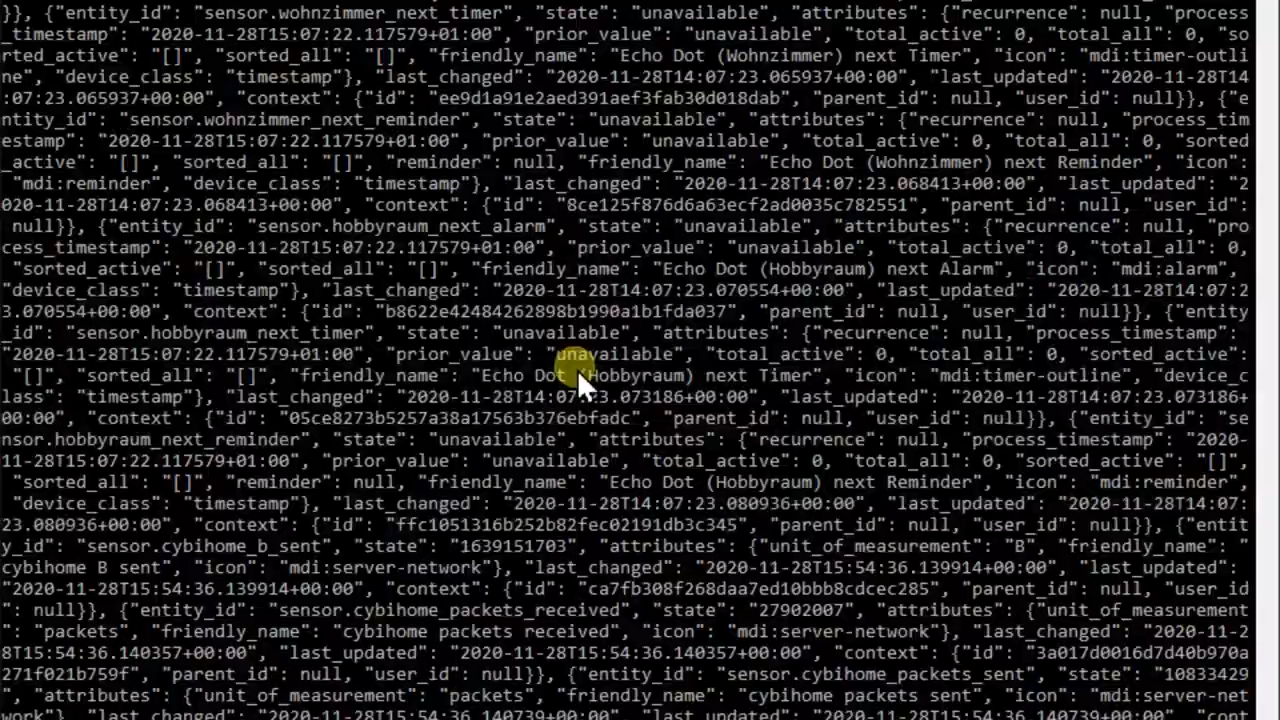 }}, {"entity_id": "sensor.wohnzimmer_next_timer", "state": "unavailable", "attributes": {"recurrence": null, "process
_timestamp": "2020-11-28T15:07:22.117579+01:00", "prior_value": "unavailable", "total_active": 0, "total_all": 0, "so
rted_active": "[]", "sorted_all": "[]", "friendly_name": "Echo Dot (Wohnzimmer) next Timer", "icon": "mdi:timer-outli
ne", "device_class": "timestamp"}, "last_changed": "2020-11-28T14:07:23.065937+00:00", "last_updated": "2020-11-28T14
:07:23.065937+00:00", "context": {"id": "ee9d1a91e2aed391aef3fab30d018dab", "parent_id": null, "user_id": null}}, {"e
ntity_id": "sensor.wohnzimmer_next_reminder", "state": "unavailable", "attributes": {"recurrence": null, "process_tim
estamp": "2020-11-28T15:07:22.117579+01:00", "prior_value": "unavailable", "total_active": 0, "total_all": 0, "sorted
_active": "[]", "sorted_all": "[]", "reminder": null, "friendly_name": "Echo Dot (Wohnzimmer) next Reminder", "icon":
"mdi:reminder", "device_class": "timestamp"}, "last_changed": "2020-11-28T14:07:23.068413+00:00", "last_updated": "2
020-11-28T14:07:23.068413+00:00", "context": {"id": "8ce125f876d6a63ecf2ad0035c782551", "parent_id": null, "user_id":
null}}, {"entity_id": "sensor.hobbyraum_next_alarm", "state": "unavailable", "attributes": {"recurrence": null, "pro
cess_timestamp": "2020-11-28T15:07:22.117579+01:00", "prior_value": "unavailable", "total_active": 0, "total_all": 0,
"sorted_active": "[]", "sorted_all": "[]", "friendly_name": "Echo Dot (Hobbyraum) next Alarm", "icon": "mdi:alarm",
"device_class": "timestamp"}, "last_changed": "2020-11-28T14:07:23.070554+00:00", "last_updated": "2020-11-28T14:07:2
3.070554+00:00", "context": {"id": "b8622e42484262898b1990a1b1fda037", "parent_id": null, "user_id": null}}, {"entity
_id": "sensor.hobbyraum_next_timer", "state": "unavailable", "attributes": {"recurrence": null, "process_timestamp":
"2020-11-28T15:07:22.117579+01:00", "prior_value": "unavailable", "total_active": 0, "total_all": 0, "sorted_active":
"[]", "sorted_all": "[]", "friendly_name": "Echo Dot (Hobbyraum) next Timer", "icon": "mdi:timer-outline", "device_c
lass": "timestamp"}, "last_changed": "2020-11-28T14:07:23.073186+00:00", "last_updated": "2020-11-28T14:07:23.073186+
00:00", "context": {"id": "05ce8273b5257a38a17563b376ebfadc", "parent_id": null, "user_id": null}}, {"entity_id": "se
nsor.hobbyraum_next_reminder", "state": "unavailable", "attributes": {"recurrence": null, "process_timestamp": "2020-
11-28T15:07:22.117579+01:00", "prior_value": "unavailable", "total_active": 0, "total_all": 0, "sorted_active": "[]",
"sorted_all": "[]", "reminder": null, "friendly_name": "Echo Dot (Hobbyraum) next Reminder", "icon": "mdi:reminder",
"device_class": "timestamp"}, "last_changed": "2020-11-28T14:07:23.080936+00:00", "last_updated": "2020-11-28T14:07:
23.080936+00:00", "context": {"id": "ffc1051316b252b82fec02191db3c345", "parent_id": null, "user_id": null}}, {"entit
y_id": "sensor.cybihome_b_sent", "state": "1639151703", "attributes": {"unit_of_measurement": "B", "friendly_name": "
cybihome B sent", "icon": "mdi:server-network"}, "last_changed": "2020-11-28T15:54:36.139914+00:00", "last_updated":
"2020-11-28T15:54:36.139914+00:00", "context": {"id": "ca7fb308f268daa7ed10bbb8cdcec285", "parent_id": null, "user_id
": null}}, {"entity_id": "sensor.cybihome_packets_received", "state": "27902007", "attributes": {"unit_of_measurement
": "packets", "friendly_name": "cybihome packets received", "icon": "mdi:server-network"}, "last_changed": "2020-11-2
8T15:54:36.140357+00:00", "last_updated": "2020-11-28T15:54:36.140357+00:00", "context": {"id": "3a017d0016d7d40b970a
271f021b759f", "parent_id": null, "user_id": null}}, {"entity_id": "sensor.cybihome_packets_sent", "state": "10833429
", "attributes": {"unit_of_measurement": "packets", "friendly_name": "cybihome packets sent", "icon": "mdi:server-net
work"}, "last_changed": "2020-11-28T15:54:36.140739+00:00", "last_updated": "2020-11-28T15:54:36.140739+00:00", "cont